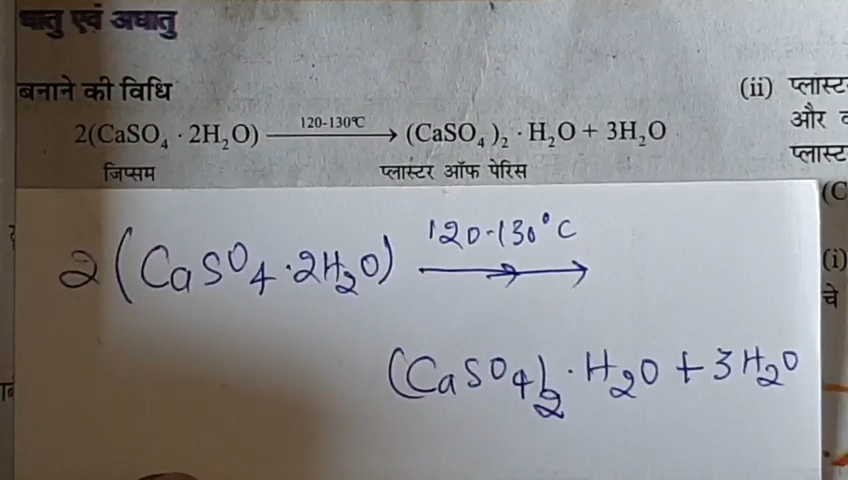 धातु एवं अधातु
बनाने की विधि
2(CaSO₄ · 2H₂O) ⟶ 120-130℃ (CaSO₄)₂ · H₂O + 3H₂O
जिप्सम प्लास्टर ऑफ पेरिस
(ii)
और
(C
(i)
2(CaSO₄·2H₂O) ⟶ 120-130°C
(CaSO₄)₂·H₂O + 3H₂O